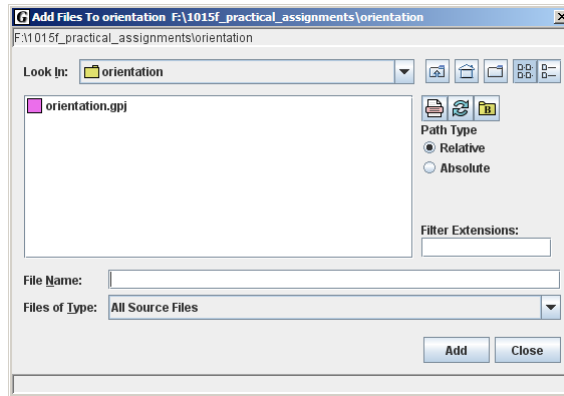 G Add Files To orientation F:\1015f_practical_assignments\orientation
F:\1015f_practical_assignments\orientation
Look In: orientation
orientation.gpj
B
Path Type
Relative
Absolute
Filter Extensions:
File Name:
Files of Type: All Source Files
Add Close